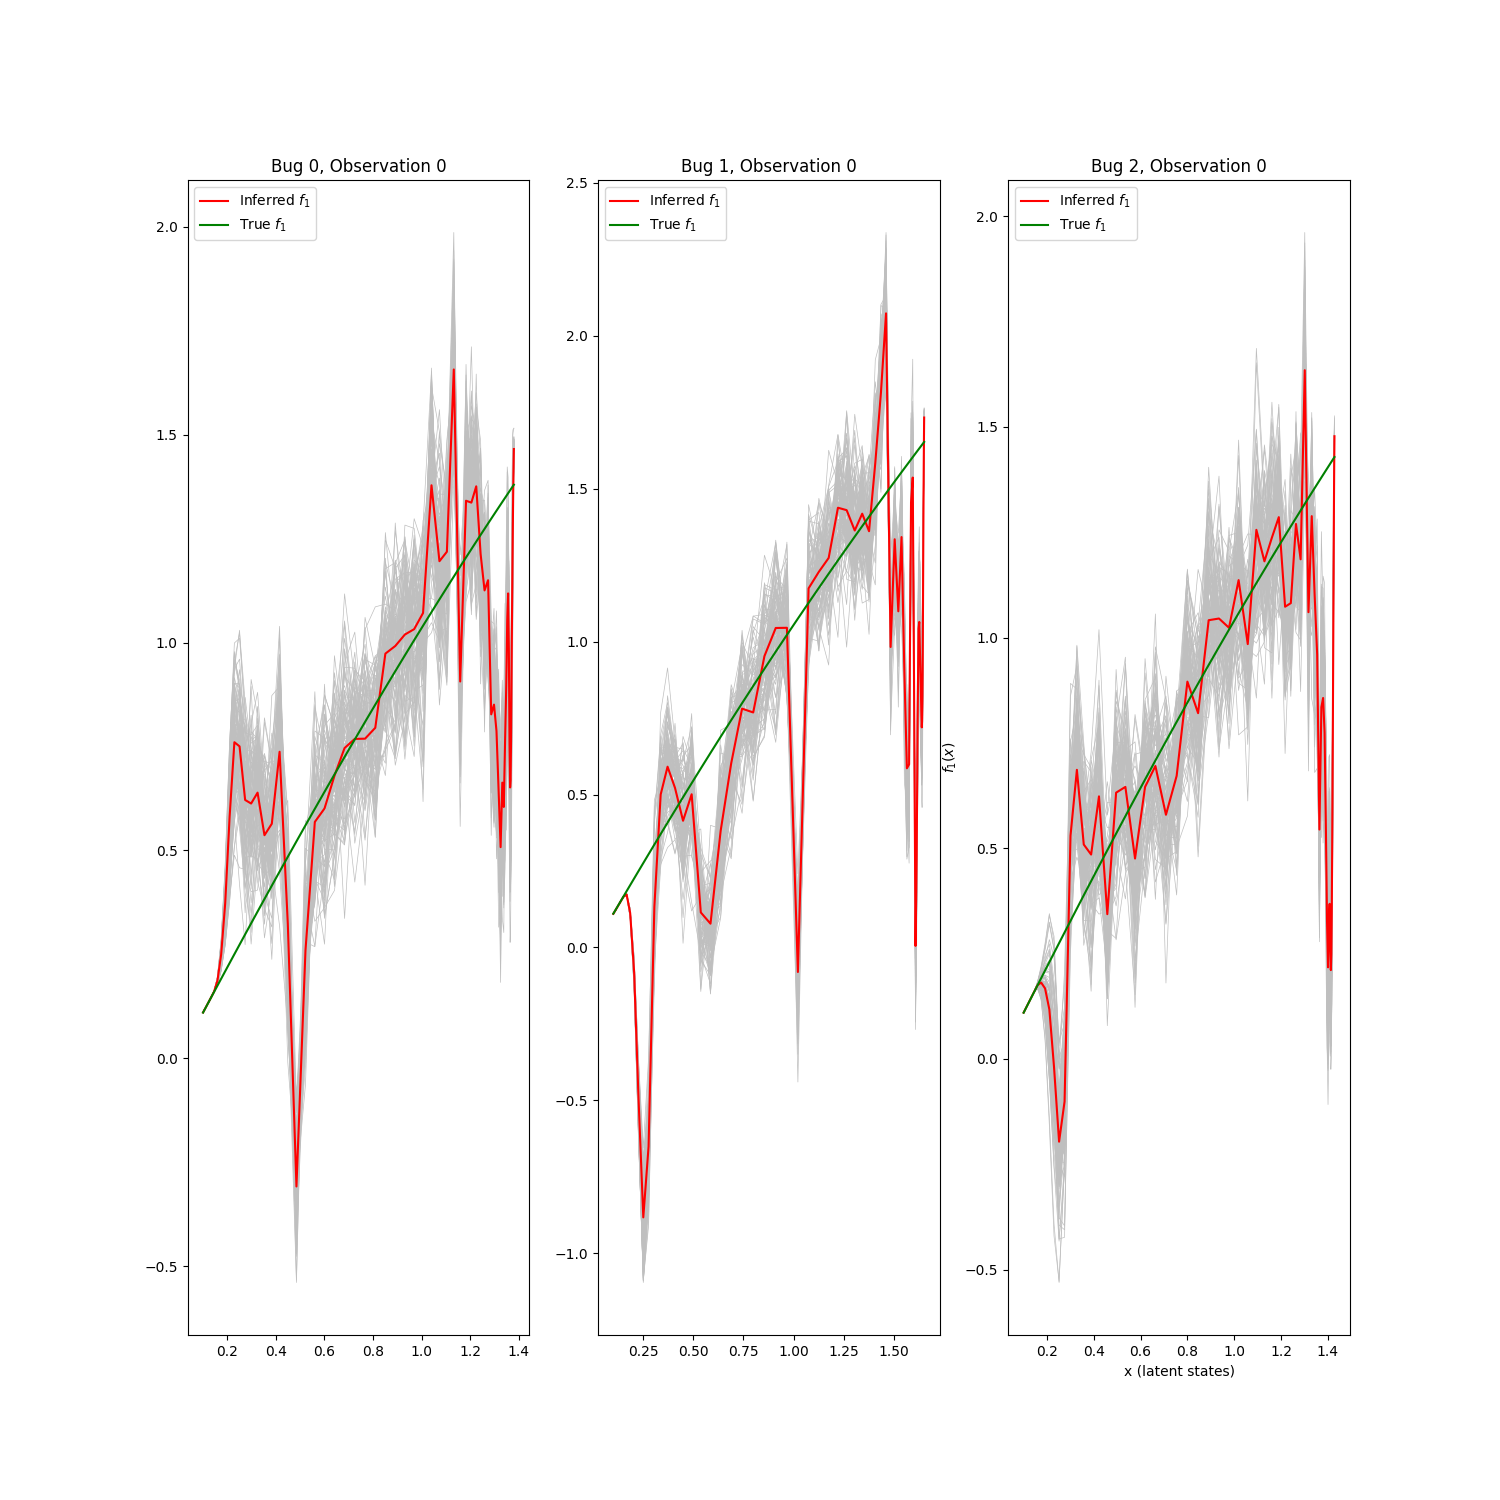 Bug 0, Observation 0
Inferred f₁
True f₁
2.0
1.5
1.0
0.5
0.0
−0.5
0.2 0.4 0.6 0.8 1.0 1.2 1.4
Bug 1, Observation 0
Inferred f₁
True f₁
2.5
2.0
1.5
1.0
0.5
0.0
−0.5
−1.0
0.25 0.50 0.75 1.00 1.25 1.50
Bug 2, Observation 0
Inferred f₁
True f₁
f₁(x)
2.0
1.5
1.0
0.5
0.0
−0.5
0.2 0.4 0.6 0.8 1.0 1.2 1.4
x (latent states)